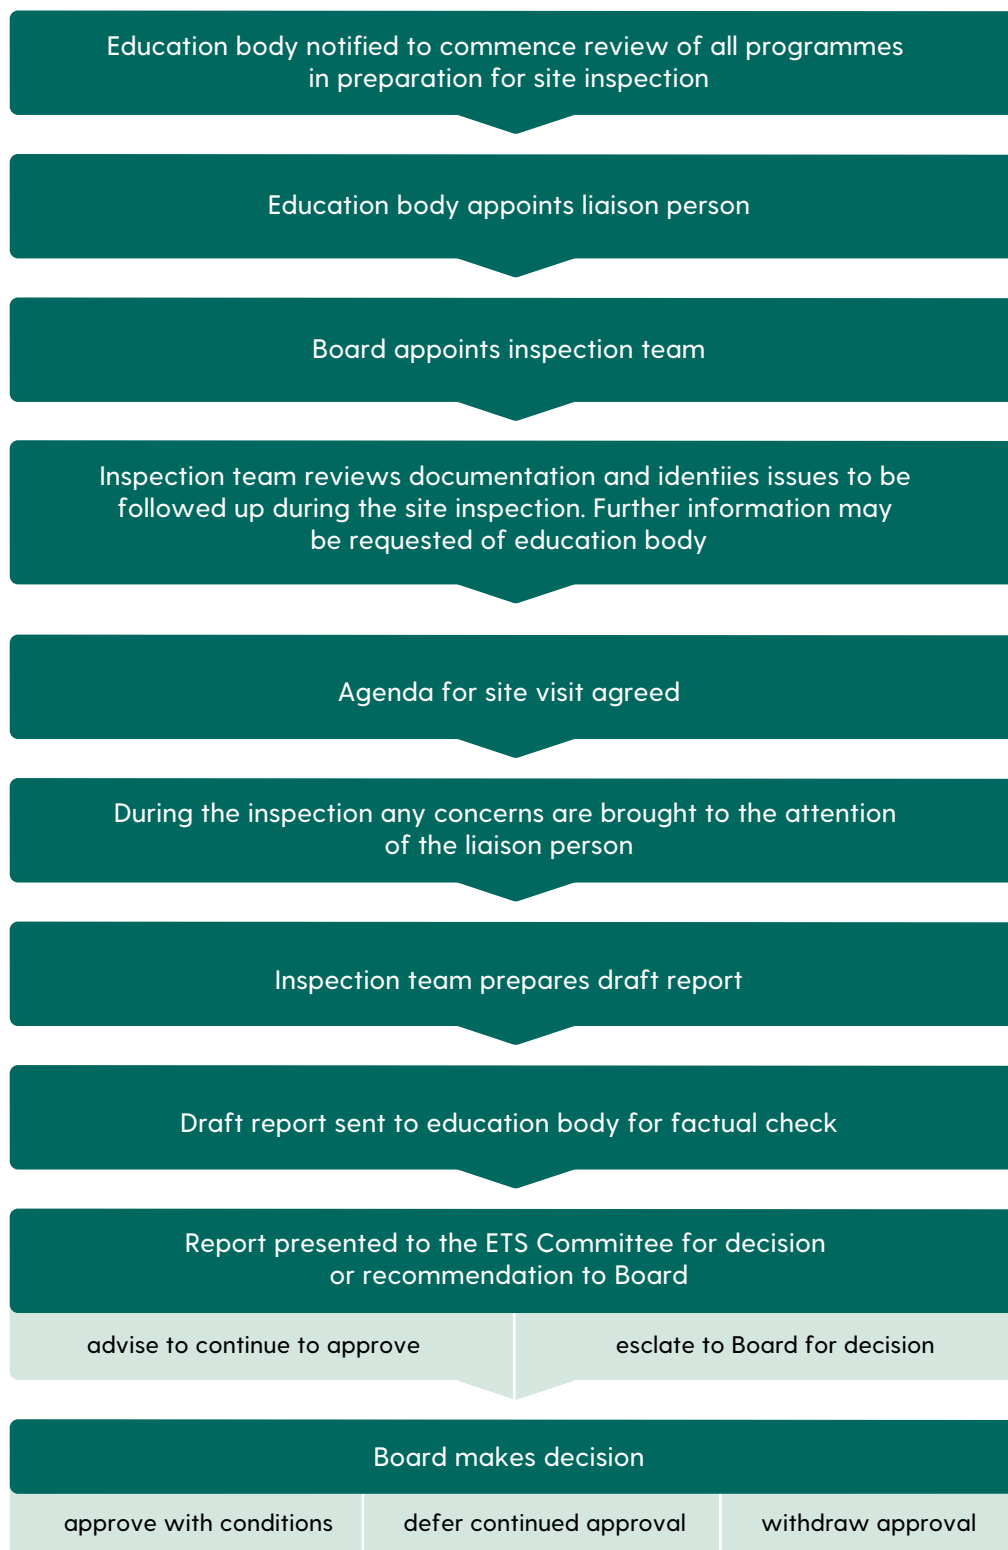 Education body notified to commence review of all programmes
in preparation for site inspection
Education body appoints liaison person
Board appoints inspection team
Inspection team reviews documentation and identiies issues to be
followed up during the site inspection. Further information may
be requested of education body
Agenda for site visit agreed
During the inspection any concerns are brought to the attention
of the liaison person
Inspection team prepares draft report
Draft report sent to education body for factual check
Report presented to the ETS Committee for decision
or recommendation to Board
advise to continue to approve
esclate to Board for decision
Board makes decision
approve with conditions
defer continued approval
withdraw approval